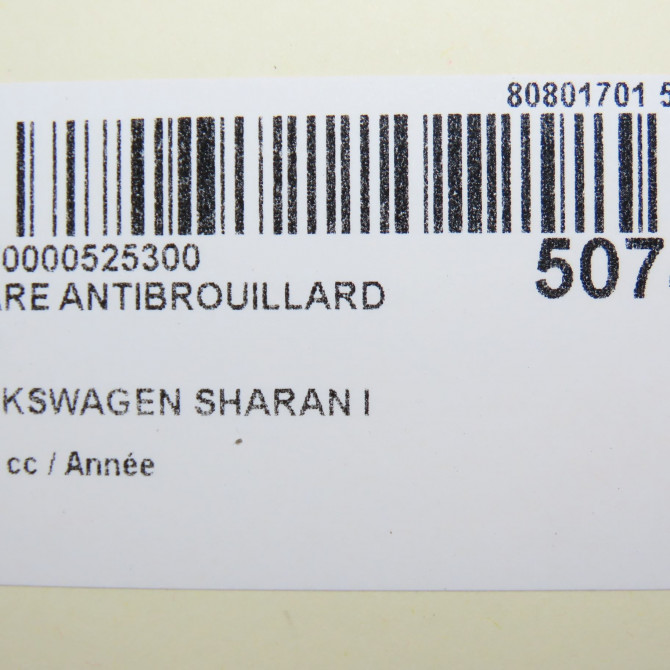 80801701 5
0000525300
507
ARE ANTIBROUILLARD
KSWAGEN SHARAN I
cc / Année